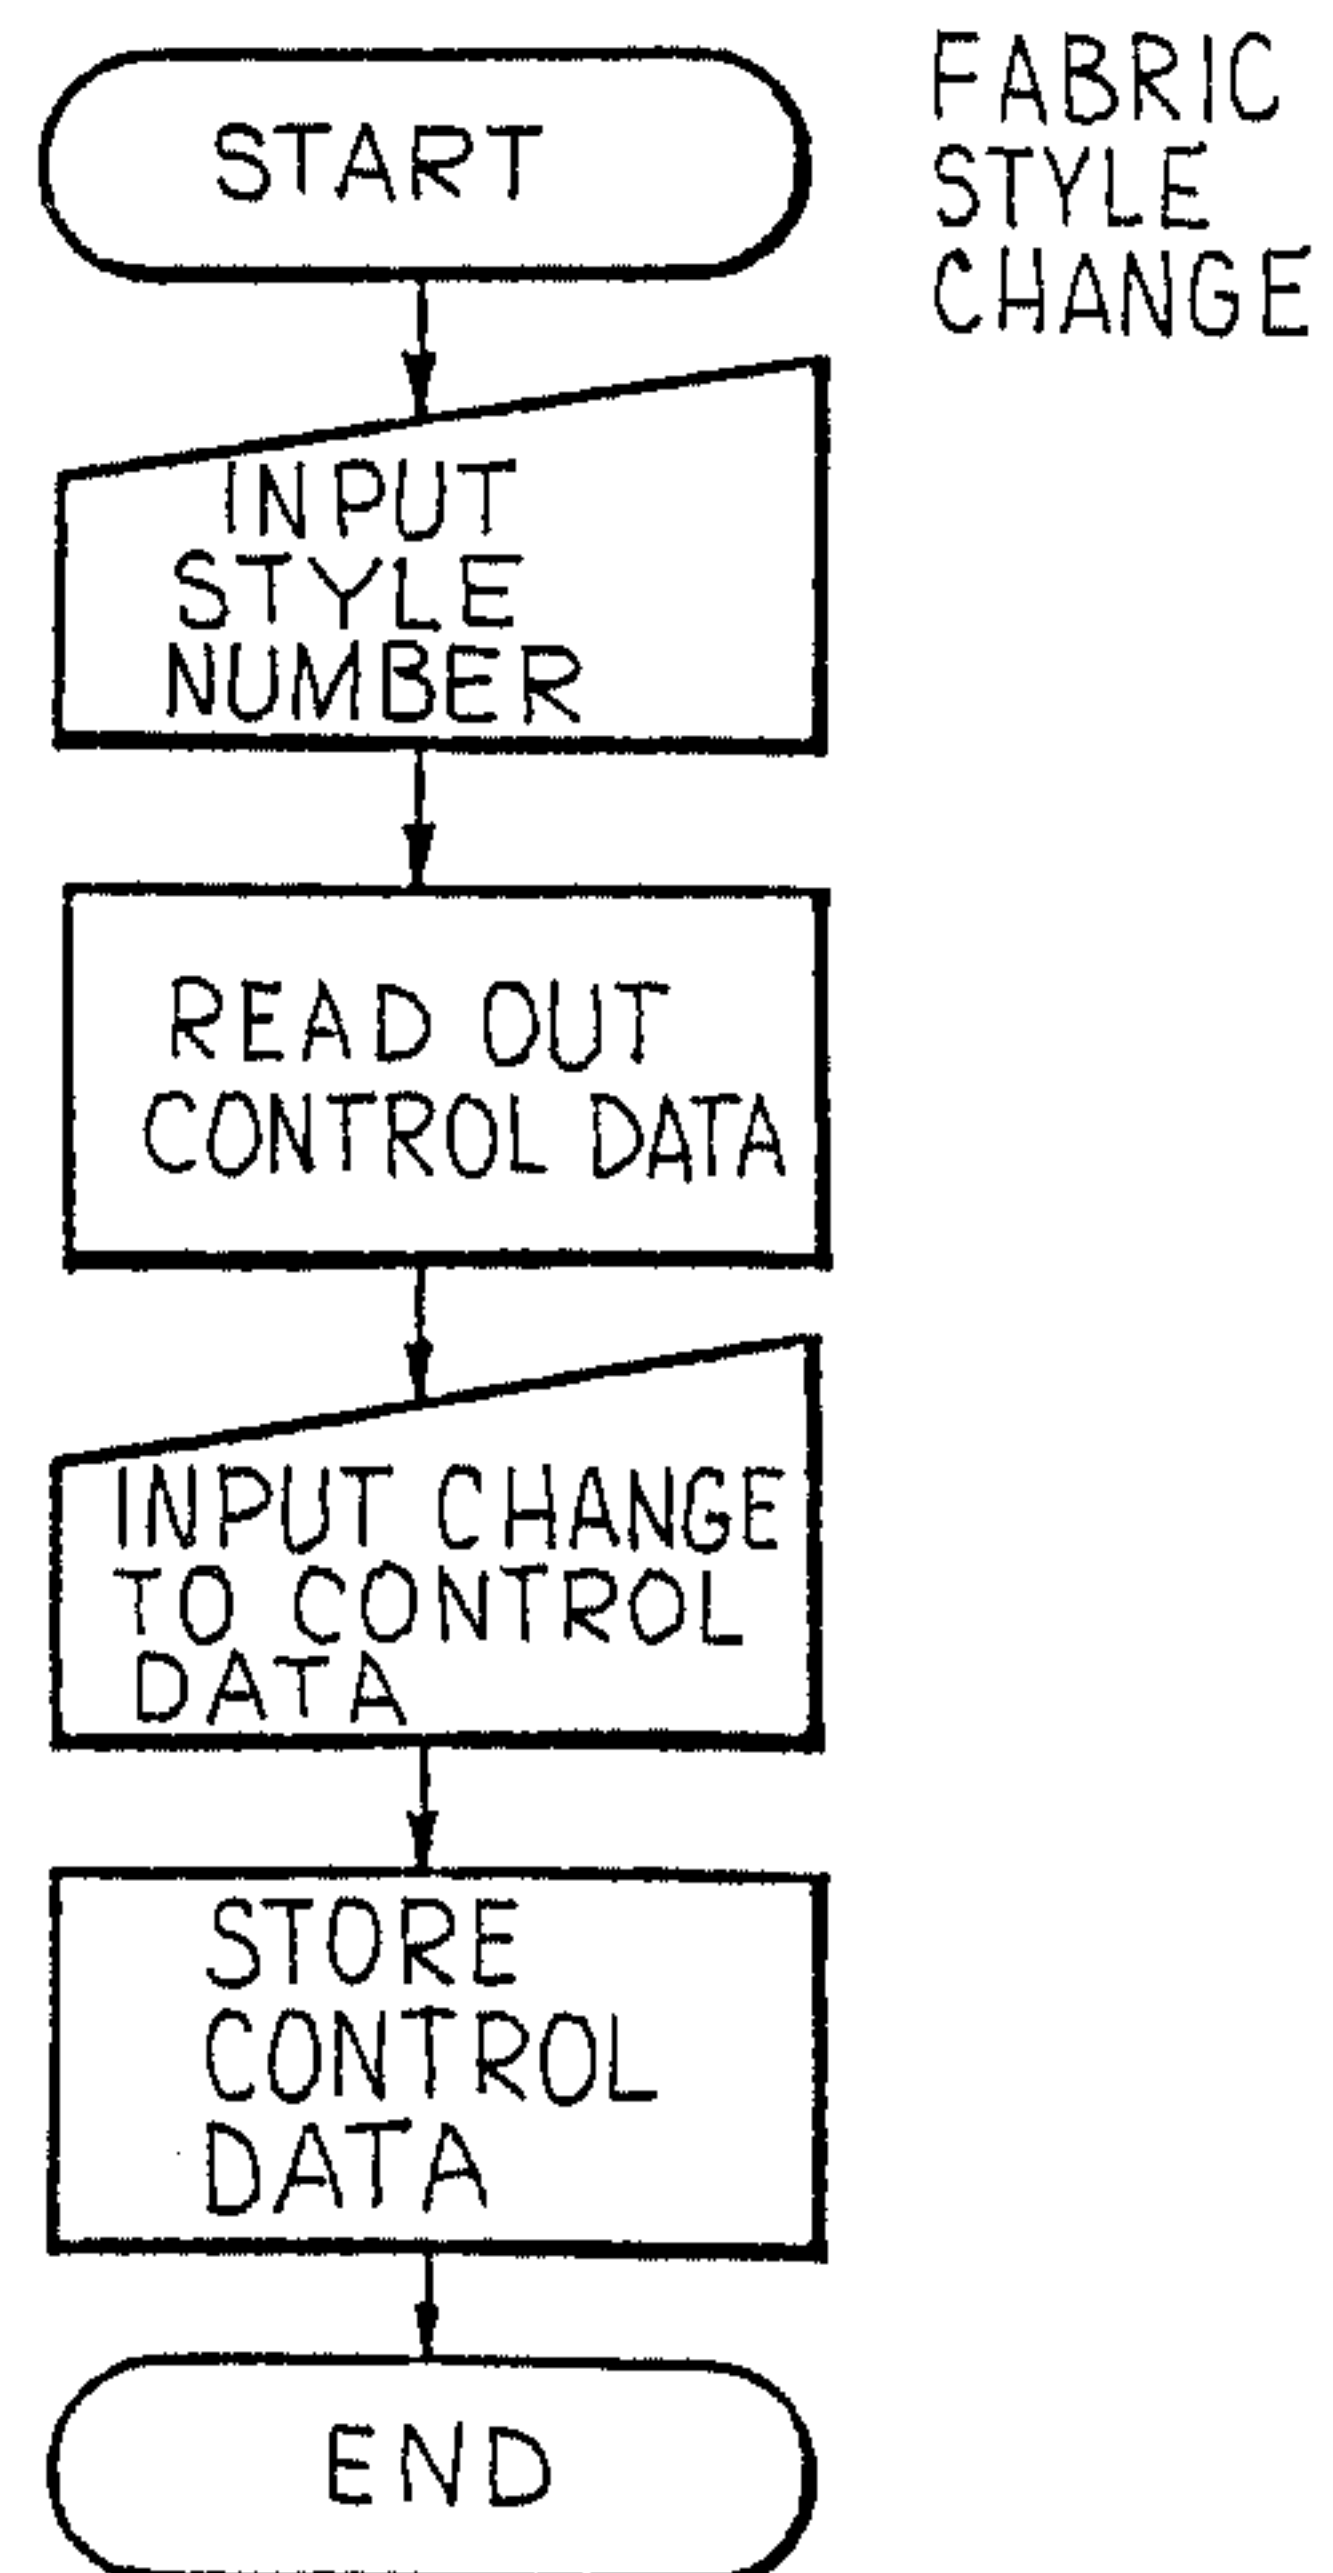 FABRIC
STYLE
CHANGE
START
INPUT
STYLE
NUMBER
READ OUT
CONTROL DATA
INPUT CHANGE
TO CONTROL
DATA
STORE
CONTROL
DATA
END